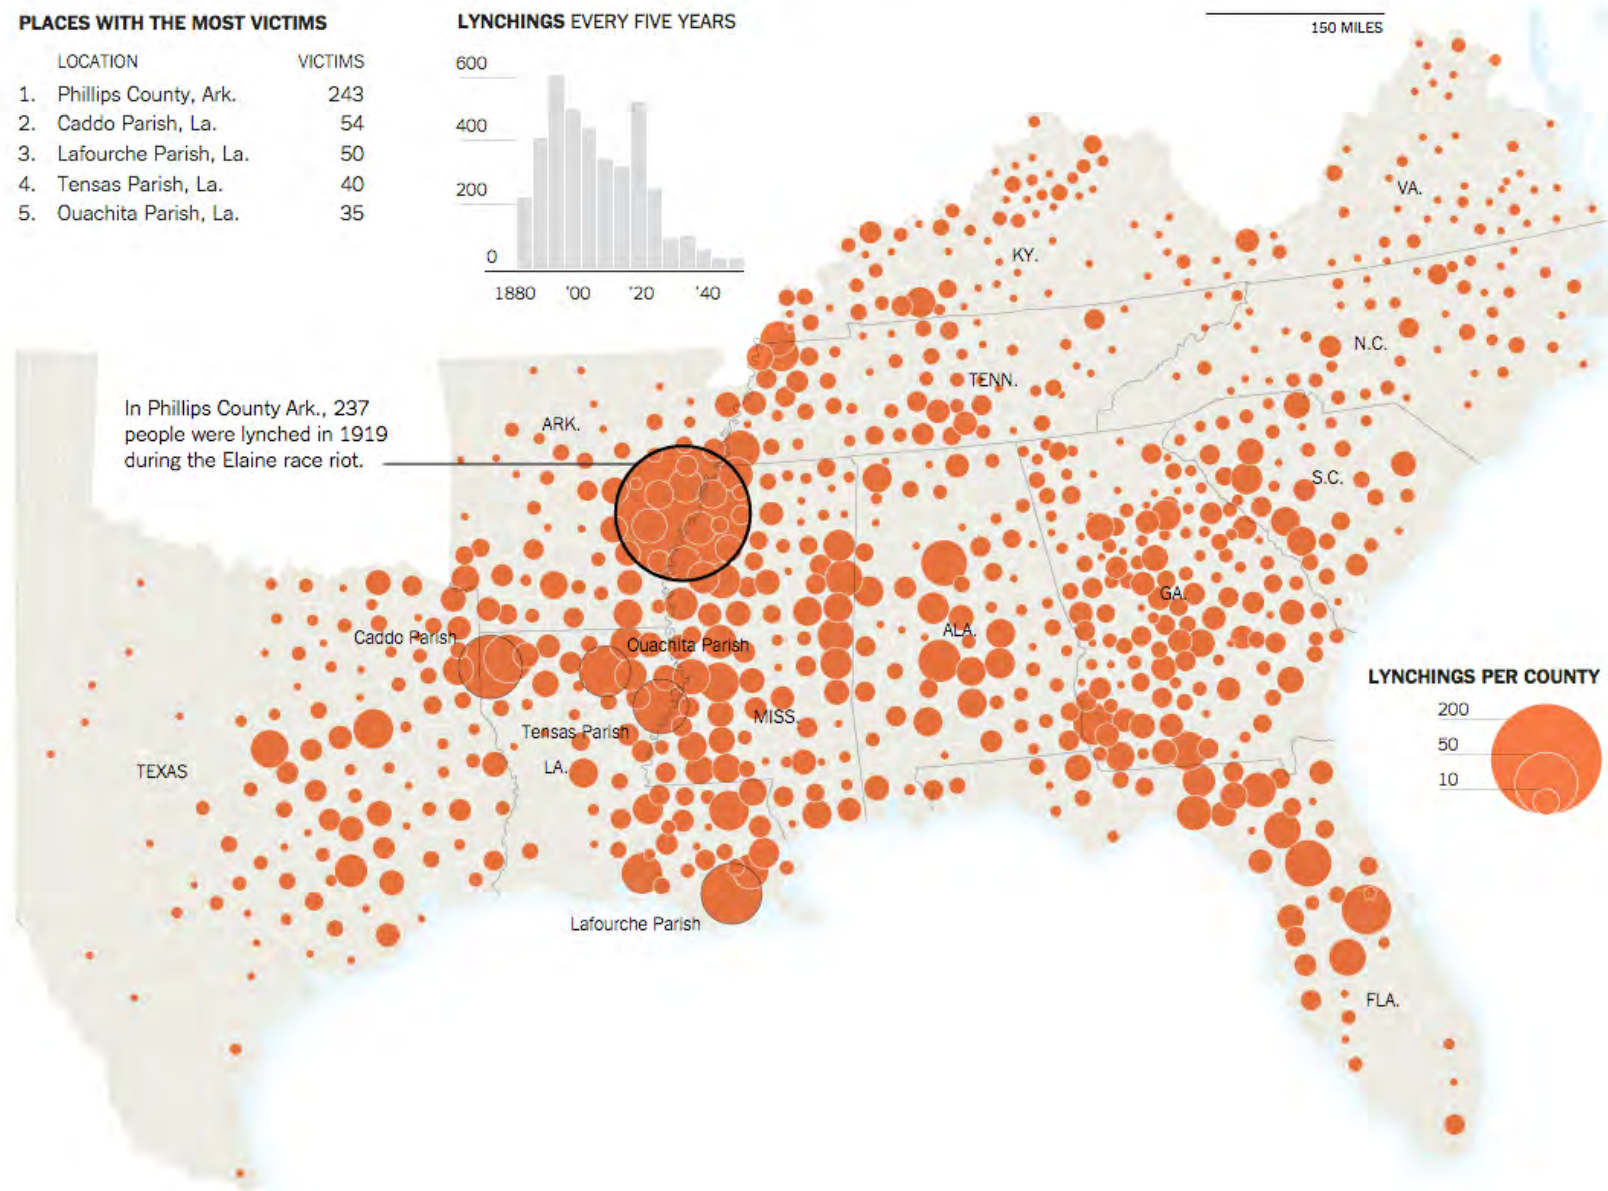 PLACES WITH THE MOST VICTIMS
LOCATION VICTIMS
1. Phillips County, Ark. 243
2. Caddo Parish, La. 54
3. Lafourche Parish, La. 50
4. Tensas Parish, La. 40
5. Ouachita Parish, La. 35
LYNCHINGS EVERY FIVE YEARS
600
400
200
0
1880 '00 '20 '40
150 MILES
In Phillips County Ark., 237
people were lynched in 1919
during the Elaine race riot.
VA.
KY.
N.C.
TENN.
ARK.
S.C.
GA.
ALA.
Caddo Parish
Ouachita Parish
MISS.
Tensas Parish
LA.
TEXAS
Lafourche Parish
FLA.
LYNCHINGS PER COUNTY
200
50
10